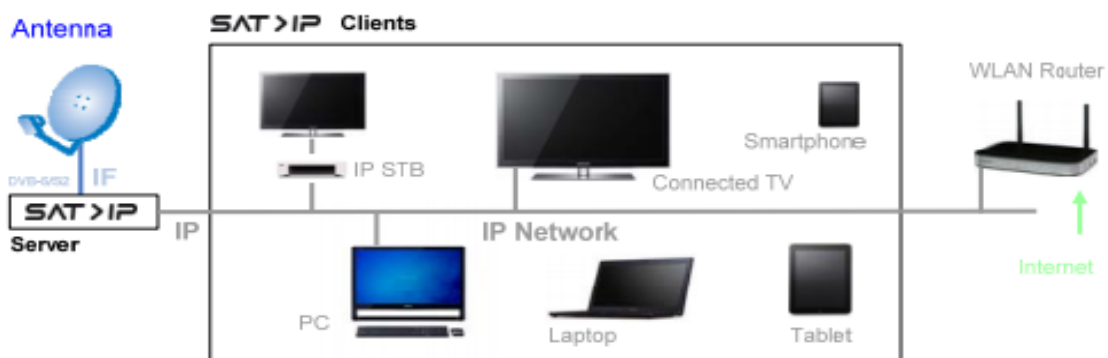 SAT>IP Clients
Antenna
WLAN Router
Smartphone
IP STB
Connected TV
DVB-S/S2 IF
SAT>IP
IP
IP Network
Server
Internet
PC
Laptop
Tablet